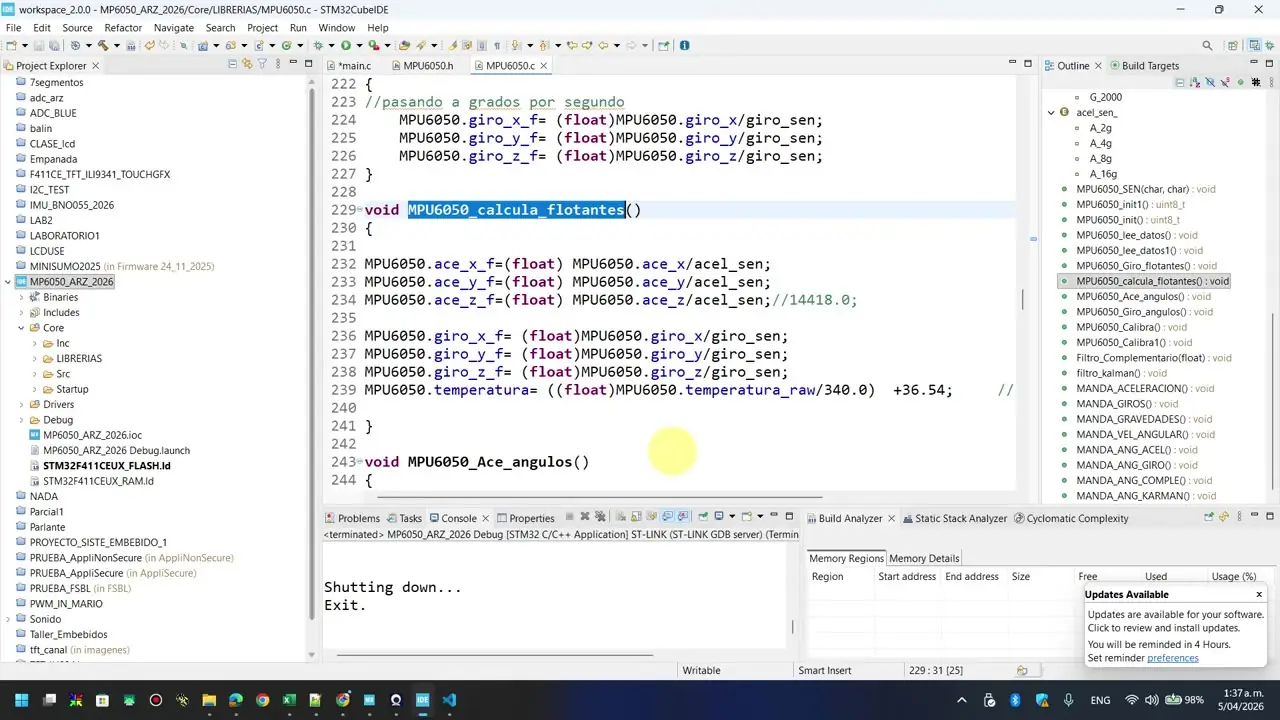 workspace_2.0.0 - MP6050_ARZ_2026/Core/LIBRERIAS/MPU6050.c - STM32CubeIDE
File Edit Source Refactor Navigate Search Project Run Window Help
Project Explorer
7segmentos
adc_arz
ADC_BLUE
balin
CLASE_lcd
Empanada
F411CE_TFT_ILI9341_TOUCHGFX
I2C_TEST
IMU_BNO055_2026
LAB2
LABORATORIO1
LCDUSE
MINISUMO2025 (in Firmware 24_11_2025)
MP6050_ARZ_2026
Binaries
Includes
Core
Inc
LIBRERIAS
Src
Startup
Drivers
Debug
MP6050_ARZ_2026.ioc
MP6050_ARZ_2026 Debug.launch
STM32F411CEUX_FLASH.ld
STM32F411CEUX_RAM.ld
NADA
Parcial1
Parlante
PROYECTO_SISTE_EMBEBIDO_1
PRUEBA_AppliNonSecure (in AppliNonSecure)
PRUEBA_AppliSecure (in AppliSecure)
PRUEBA_FSBL (in FSBL)
PWM_IN_MARIO
Sonido
Taller_Embebidos
tft_canal (in imagenes)
*main.c MPU6050.h MPU6050.c
222 {
223 //pasando a grados por segundo
224 MPU6050.giro_x_f= (float)MPU6050.giro_x/giro_sen;
225 MPU6050.giro_y_f= (float)MPU6050.giro_y/giro_sen;
226 MPU6050.giro_z_f= (float)MPU6050.giro_z/giro_sen;
227 }
228
229 void MPU6050_calcula_flotantes()
230 {
231
232 MPU6050.ace_x_f=(float) MPU6050.ace_x/acel_sen;
233 MPU6050.ace_y_f=(float) MPU6050.ace_y/acel_sen;
234 MPU6050.ace_z_f=(float) MPU6050.ace_z/acel_sen;//14418.0;
235
236 MPU6050.giro_x_f= (float)MPU6050.giro_x/giro_sen;
237 MPU6050.giro_y_f= (float)MPU6050.giro_y/giro_sen;
238 MPU6050.giro_z_f= (float)MPU6050.giro_z/giro_sen;
239 MPU6050.temperatura= ((float)MPU6050.temperatura_raw/340.0) +36.54; //
240
241 }
242
243 void MPU6050_Ace_angulos()
244 {
Outline Build Targets
G_2000
acel_sen_
A_2g
A_4g
A_8g
A_16g
MPU6050_SEN(char, char) : void
MPU6050_init1() : uint8_t
MPU6050_init() : uint8_t
MPU6050_lee_datos() : void
MPU6050_lee_datos1() : void
MPU6050_Giro_flotantes() : void
MPU6050_calcula_flotantes() : void
MPU6050_Ace_angulos() : void
MPU6050_Giro_angulos() : void
MPU6050_Calibra() : void
MPU6050_Calibra1() : void
Filtro_Complementario(float) : void
filtro_kalman() : void
MANDA_ACELERACION() : void
MANDA_GIROS() : void
MANDA_GRAVEDADES() : void
MANDA_VEL_ANGULAR() : void
MANDA_ANG_ACEL() : void
MANDA_ANG_GIRO() : void
MANDA_ANG_COMPLE() : void
MANDA_ANG_KARMAN() : void
Problems Tasks Console Properties
<terminated> MP6050_ARZ_2026 Debug [STM32 C/C++ Application] ST-LINK (ST-LINK GDB server) (Termin
Shutting down...
Exit.
Build Analyzer Static Stack Analyzer Cyclomatic Complexity
Memory Regions Memory Details
Region Start address End address Size Free Used Usage (%)
Updates Available
Updates are available for your software.
Click to review and install updates.
You will be reminded in 4 Hours.
Set reminder preferences
Writable Smart Insert 229 : 31 [25]
ENG 98% 1:37 a.m.
5/04/2026